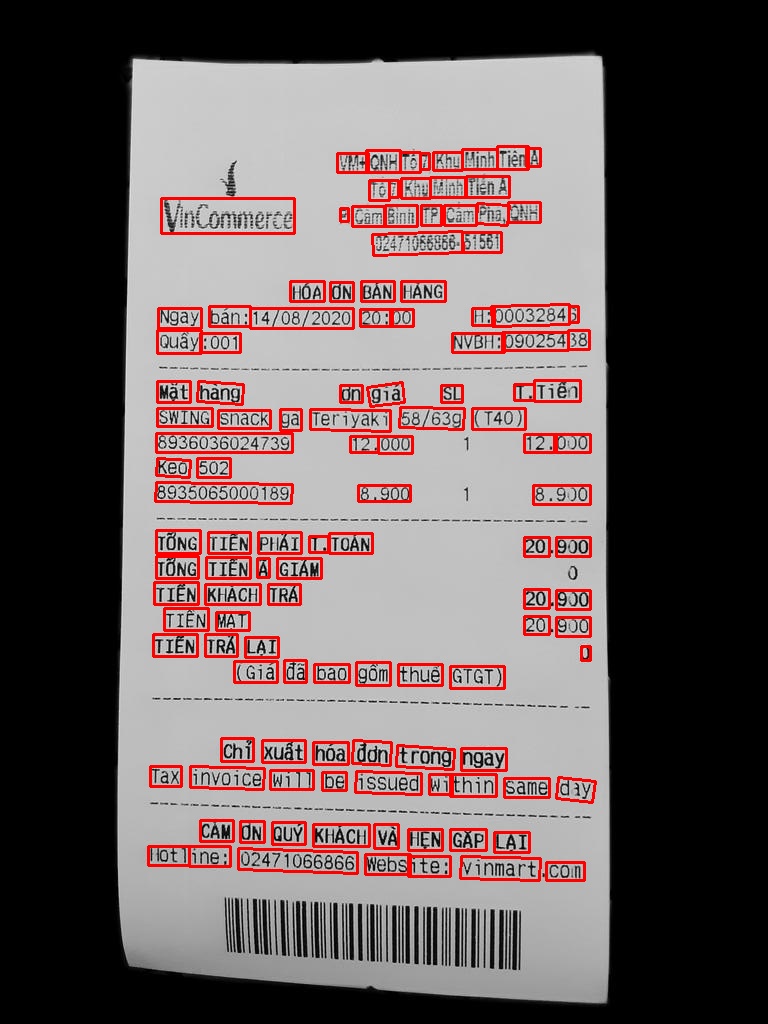 VinCommerce
VM+ QNH Tổ 7 Khu Minh Tiến A
Tổ 7 Khu Minh Tiến A
P Cẩm Bình TP Cẩm Phả, QNH
02471066866-51561
HÓA ĐƠN BÁN HÀNG
Ngày bán:14/08/2020 20:00 HĐ:00032846
Quầy:001 NVBH:09025438
Mặt hàng Đơn giá SL T.Tiền
SWING snack gà Teriyaki 58/63g (T40)
8936036024739 12.000 1 12.000
Keo 502
8935065000189 8.900 1 8.900
TỔNG TIỀN PHẢI T.TOÁN 20.900
TỔNG TIỀN ĐÃ GIẢM 0
TIỀN KHÁCH TRẢ 20.900
TIỀN MẶT 20.900
TIỀN TRẢ LẠI 0
(Giá đã bao gồm thuế GTGT)
Chỉ xuất hóa đơn trong ngày
Tax invoice will be issued within same day
CẢM ƠN QUÝ KHÁCH VÀ HẸN GẶP LẠI
Hotline: 02471066866 Website: vinmart.com